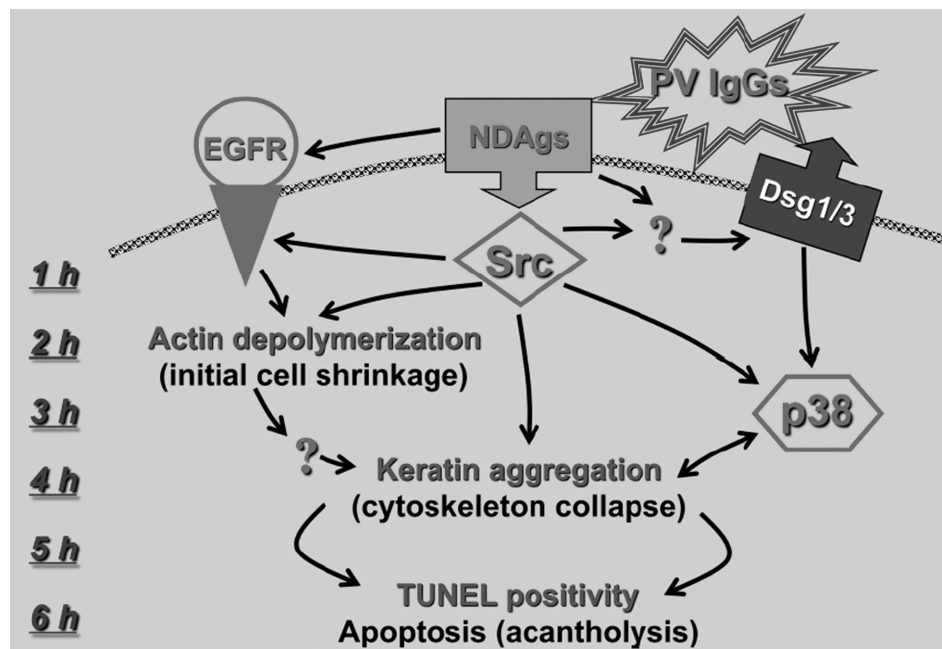 PV IgGs
EGFR
NDAgs
Dsg1/3
?
Src
1 h
2 h
Actin depolymerization
(initial cell shrinkage)
3 h
p38
?
4 h
Keratin aggregation
(cytoskeleton collapse)
5 h
TUNEL positivity
6 h
Apoptosis (acantholysis)